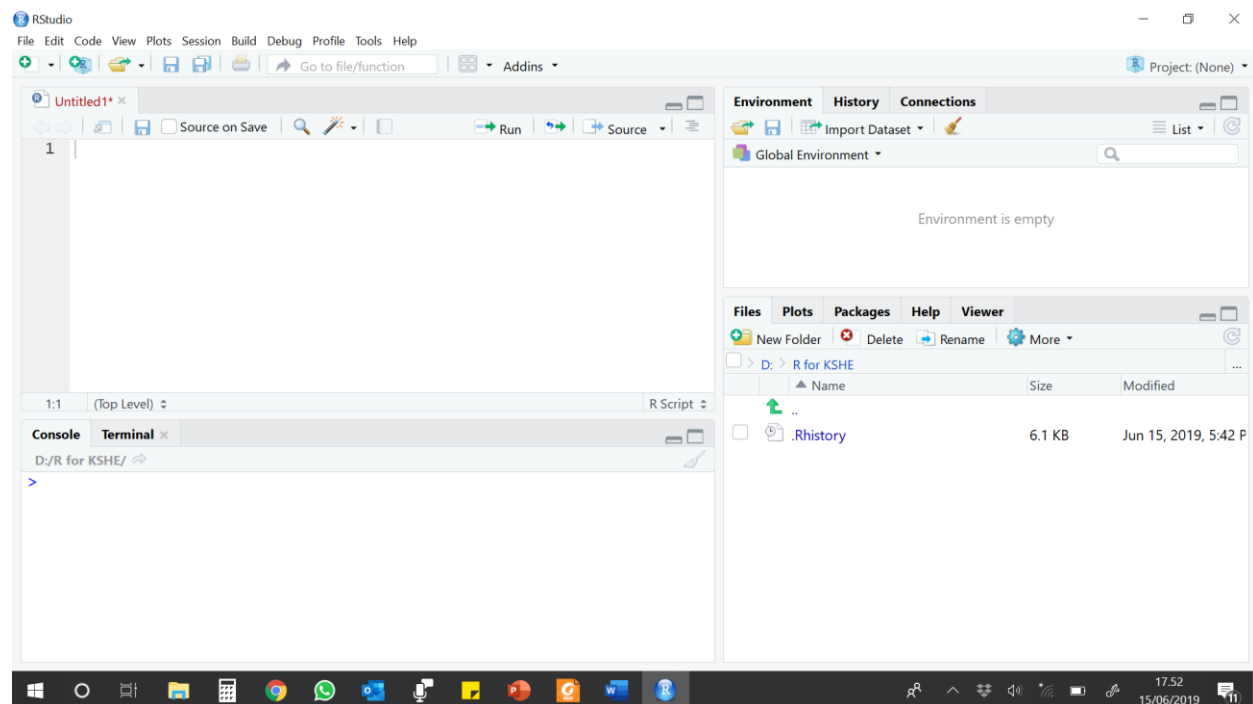 RStudio
File Edit Code View Plots Session Build Debug Profile Tools Help
Go to file/function Addins Project: (None)
Untitled1*
Source on Save Run Source
1
1:1 (Top Level) R Script
Console Terminal
D:/R for KSHE/
>
Environment History Connections
Import Dataset List
Global Environment
Environment is empty
Files Plots Packages Help Viewer
New Folder Delete Rename More
D: R for KSHE ...
Name Size Modified
..
.Rhistory 6.1 KB Jun 15, 2019, 5:42 P
17.52
15/06/2019
11